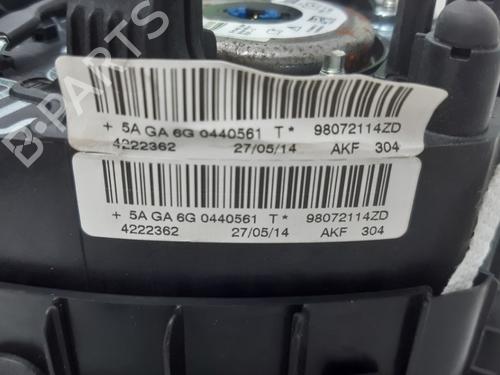 + 5A GA 6G 0440561 T* 98072114ZD
4222362 27/05/14 AKF 304
+ 5A GA 6G 0440561 T* 98072114ZD
4222362 27/05/14 AKF 304
B-PARTS